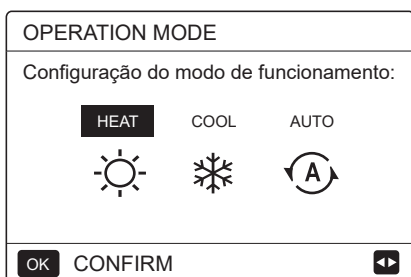 OPERATION MODE
Configuração do modo de funcionamento:
HEAT COOL AUTO
A
OK CONFIRM